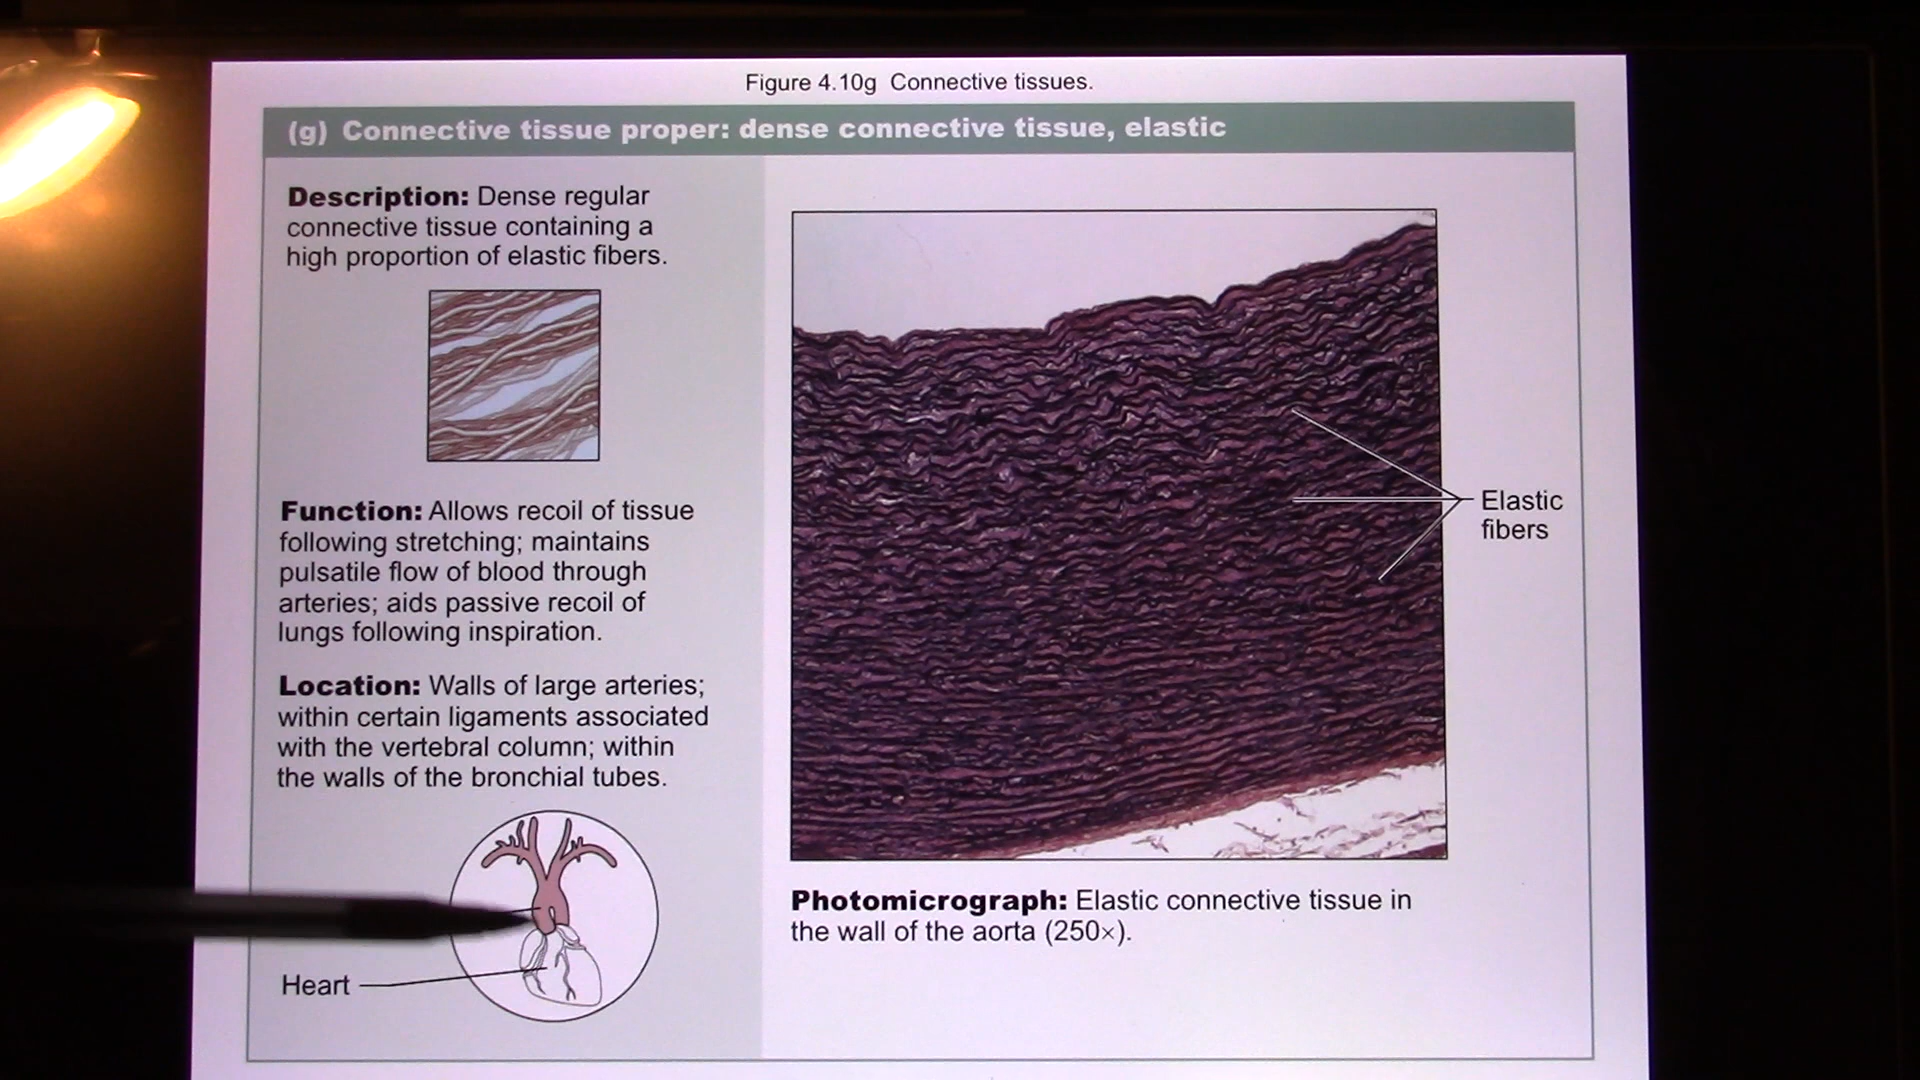 Figure 4.10g Connective tissues.
(g) Connective tissue proper: dense connective tissue, elastic
Description: Dense regular
connective tissue containing a
high proportion of elastic fibers.
Function: Allows recoil of tissue
following stretching; maintains
pulsatile flow of blood through
arteries; aids passive recoil of
lungs following inspiration.
Location: Walls of large arteries;
within certain ligaments associated
with the vertebral column; within
the walls of the bronchial tubes.
Heart
Elastic
fibers
Photomicrograph: Elastic connective tissue in
the wall of the aorta (250×).